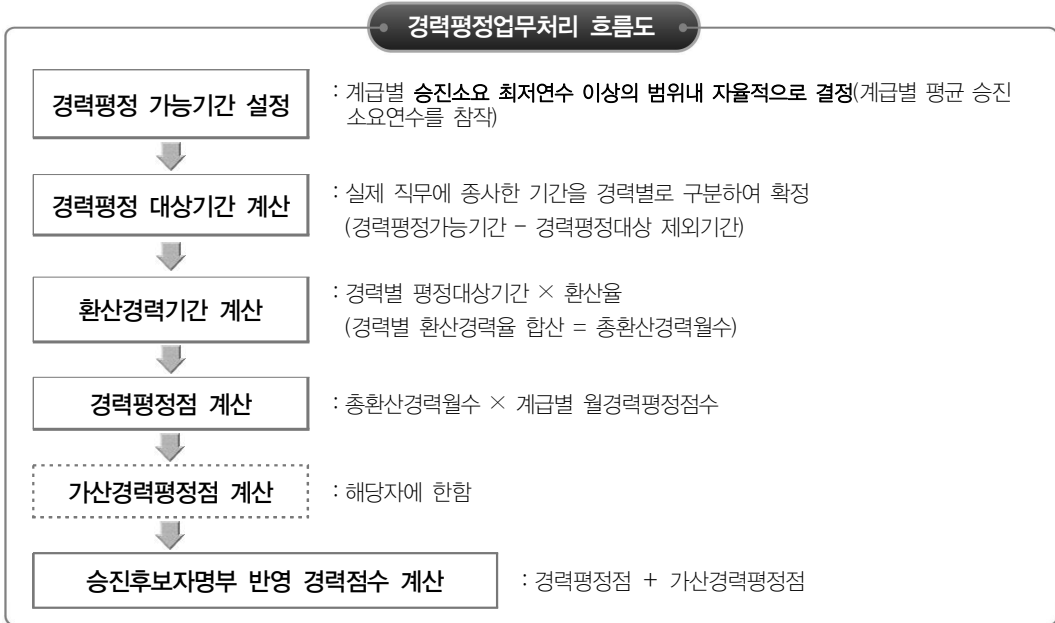 경력평정업무처리 흐름도
경력평정 가능기간 설정
: 계급별 승진소요 최저연수 이상의 범위내 자율적으로 결정(계급별 평균 승진
소요연수를 참작)
경력평정 대상기간 계산
: 실제 직무에 종사한 기간을 경력별로 구분하여 확정
(경력평정가능기간 - 경력평정대상 제외기간)
환산경력기간 계산
: 경력별 평정대상기간 × 환산율
(경력별 환산경력율 합산 = 총환산경력월수)
경력평정점 계산
: 총환산경력월수 × 계급별 월경력평정점수
가산경력평정점 계산
: 해당자에 한함
승진후보자명부 반영 경력점수 계산
: 경력평정점 + 가산경력평정점